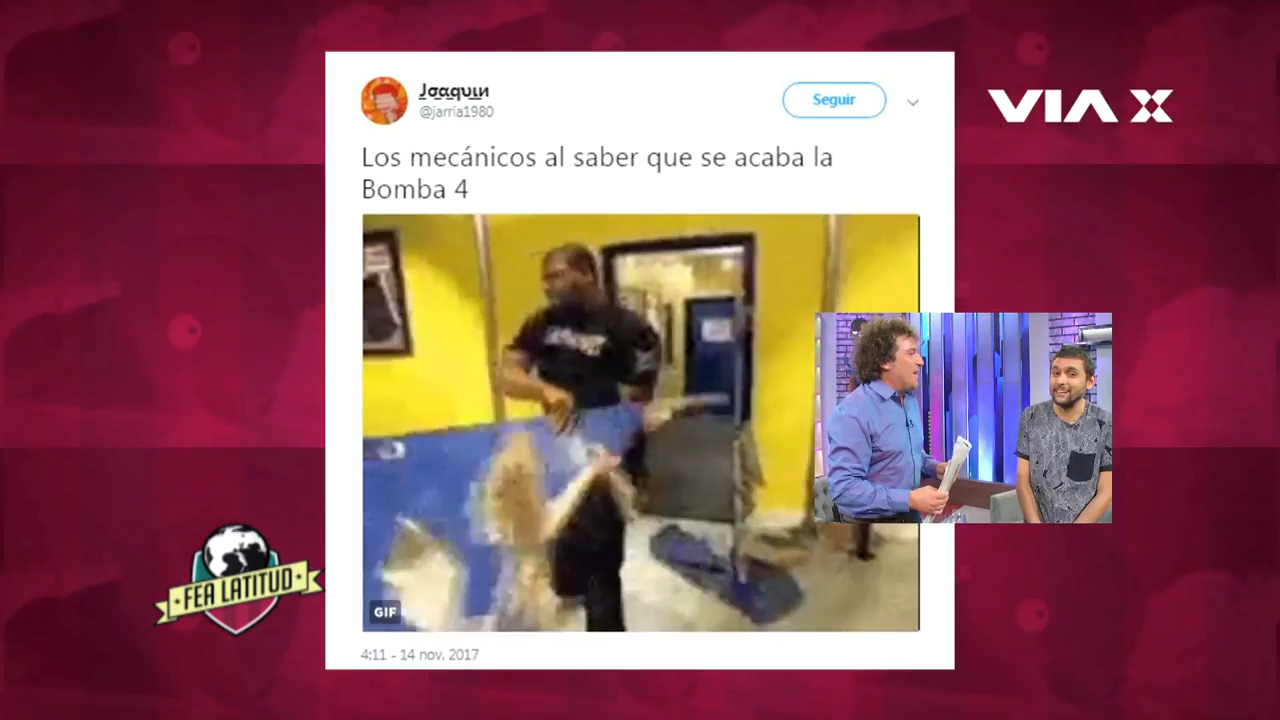 Joaquin
@jarria1980
Seguir
VIA X
Los mecánicos al saber que se acaba la
Bomba 4
GIF
FEA LATITUD
4:11 - 14 nov. 2017